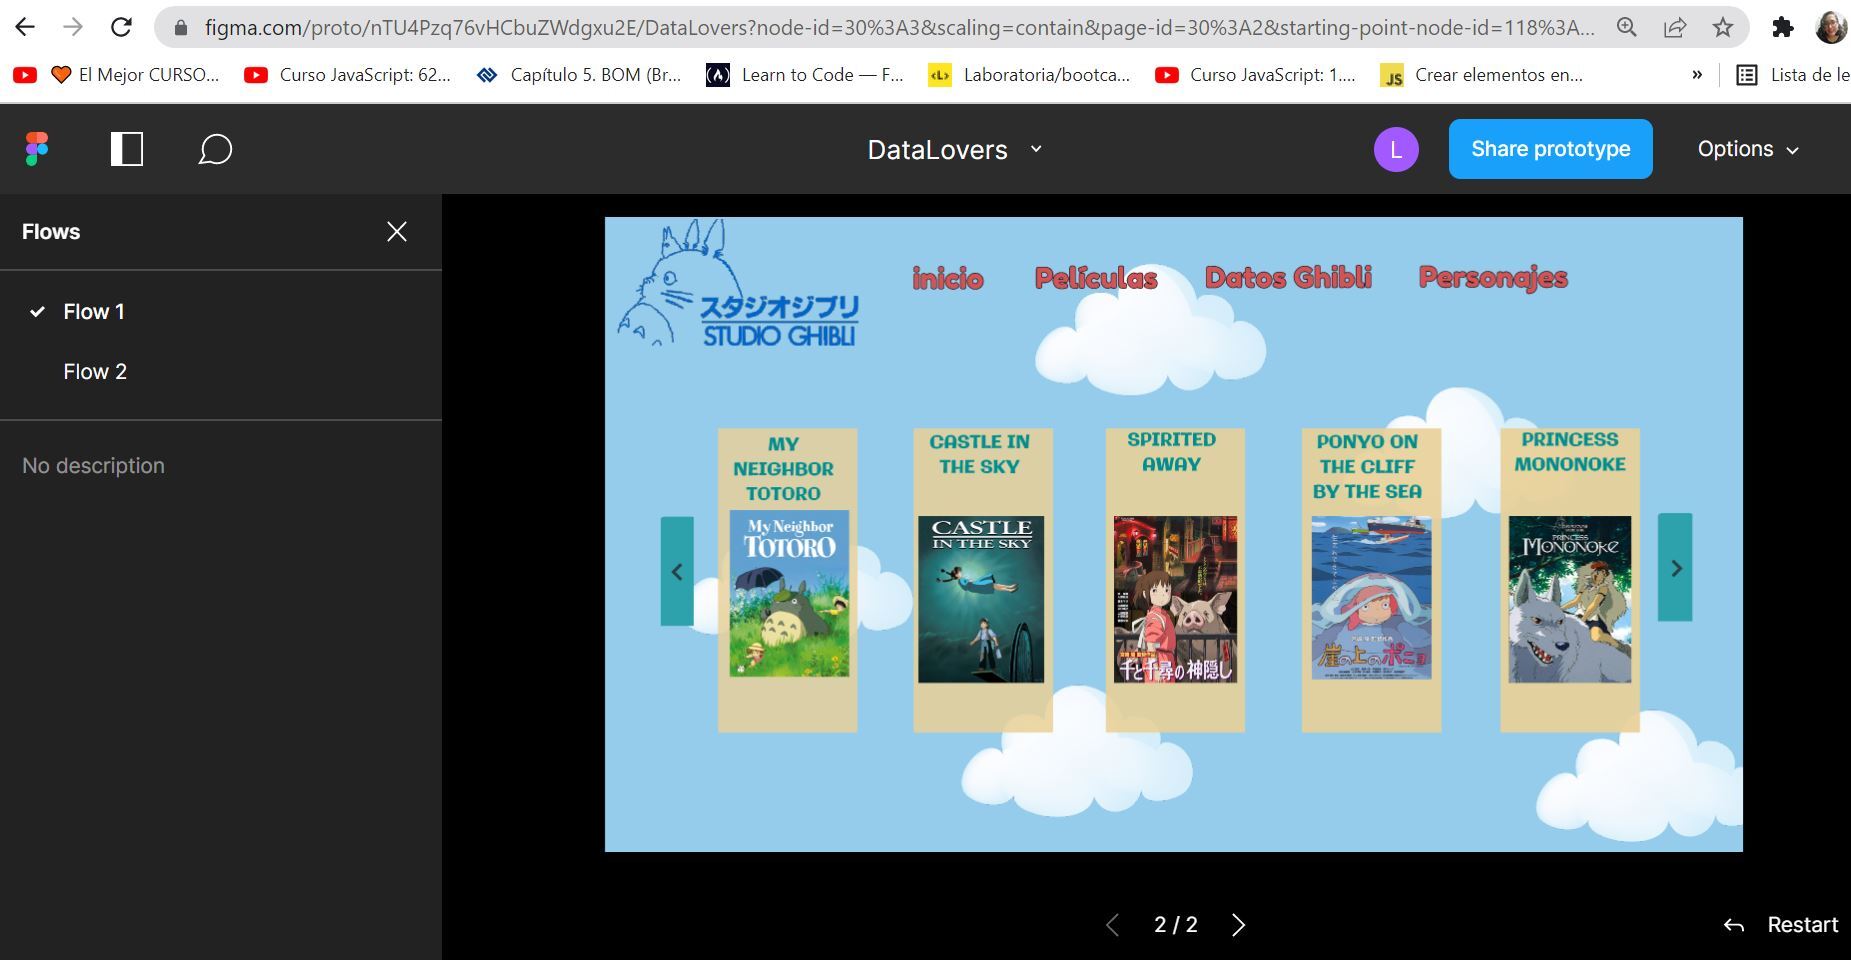 figma.com/proto/nTU4Pzq76vHCbuZWdgxu2E/DataLovers?node-id=30%3A3&scaling=contain&page-id=30%3A2&starting-point-node-id=118%3A...
El Mejor CURSO...
Curso JavaScript: 62...
Capítulo 5. BOM (Br...
Learn to Code — F...
Laboratoria/bootca...
Curso JavaScript: 1....
JS
Crear elementos en...
»
Lista de le
DataLovers
L
Share prototype
Options
Flows
Flow 1
Flow 2
No description
スタジオジブリ
STUDIO GHIBLI
inicio
Películas
Datos Ghibli
Personajes
MY
NEIGHBOR
TOTORO
My Neighbor
TOTORO
CASTLE IN
THE SKY
CASTLE
IN THE SKY
SPIRITED
AWAY
千と千尋の神隠し
PONYO ON
THE CLIFF
BY THE SEA
崖の上のポニョ
PRINCESS
MONONOKE
PRINCESS
MONONOKE
2 / 2
Restart